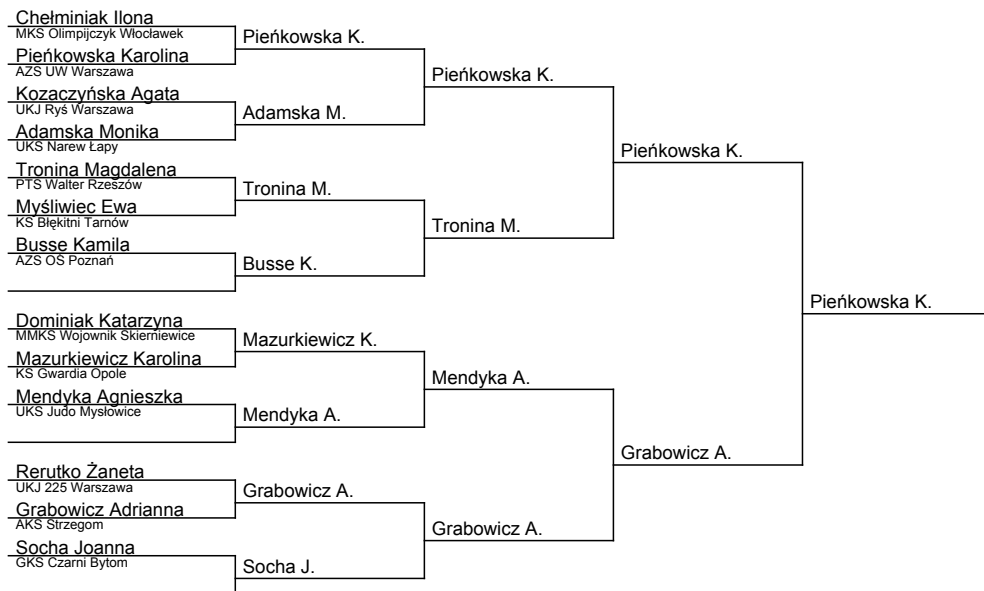 Chełminiak Ilona
MKS Olimpijczyk Włocławek
Pieńkowska K.
Pieńkowska Karolina
AZS UW Warszawa
Pieńkowska K.
Kozaczyńska Agata
UKJ Ryś Warszawa
Adamska M.
Adamska Monika
UKS Narew Łapy
Pieńkowska K.
Tronina Magdalena
PTS Walter Rzeszów
Tronina M.
Myśliwiec Ewa
KS Błękitni Tarnów
Tronina M.
Busse Kamila
AZS OŚ Poznań
Busse K.
Pieńkowska K.
Dominiak Katarzyna
MMKS Wojownik Skierniewice
Mazurkiewicz K.
Mazurkiewicz Karolina
KS Gwardia Opole
Mendyka A.
Mendyka Agnieszka
UKS Judo Mysłowice
Mendyka A.
Grabowicz A.
Rerutko Żaneta
UKJ 225 Warszawa
Grabowicz A.
Grabowicz Adrianna
AKS Strzegom
Grabowicz A.
Socha Joanna
GKS Czarni Bytom
Socha J.